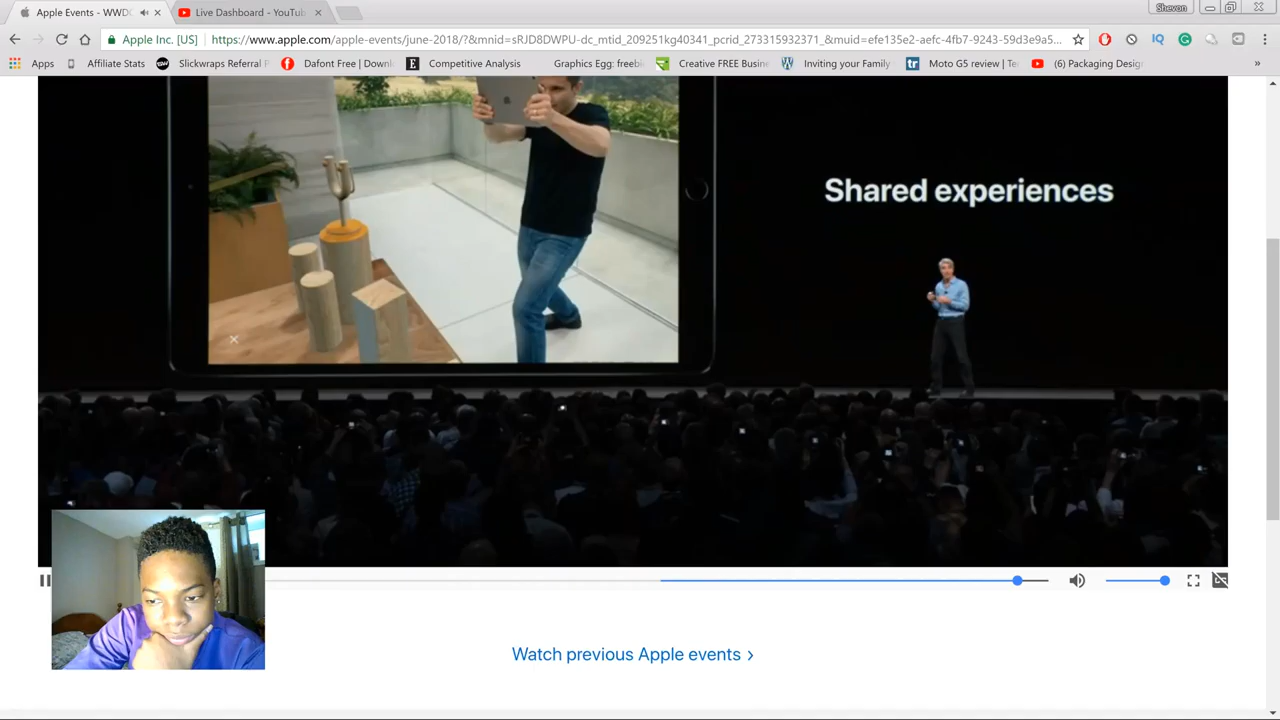 Apple Events - WWDC
Live Dashboard - YouTub
Shevon
Apple Inc. [US]
https://www.apple.com/apple-events/june-2018/?&mnid=sRJD8DWPU-dc_mtid_209251kg40341_pcrid_273315932371_&muid=efe135e2-aefc-4fb7-9243-59d3e9a5...
Apps
Affiliate Stats
Slickwraps Referral P
Dafont Free | Downl
Competitive Analysis
Graphics Egg: freebi
Creative FREE Busine
Inviting your Family
Moto G5 review | Te
(6) Packaging Desig
Shared experiences
Watch previous Apple events